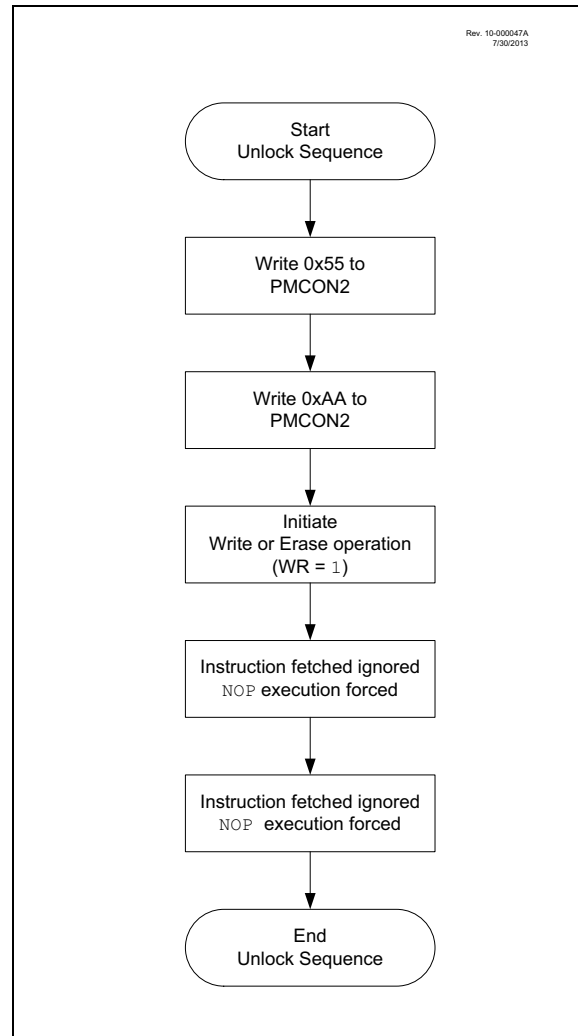 Rev. 10-000047A
7/30/2013
Start
Unlock Sequence
Write 0x55 to
PMCON2
Write 0xAA to
PMCON2
Initiate
Write or Erase operation
(WR = 1)
Instruction fetched ignored
NOP execution forced
Instruction fetched ignored
NOP execution forced
End
Unlock Sequence